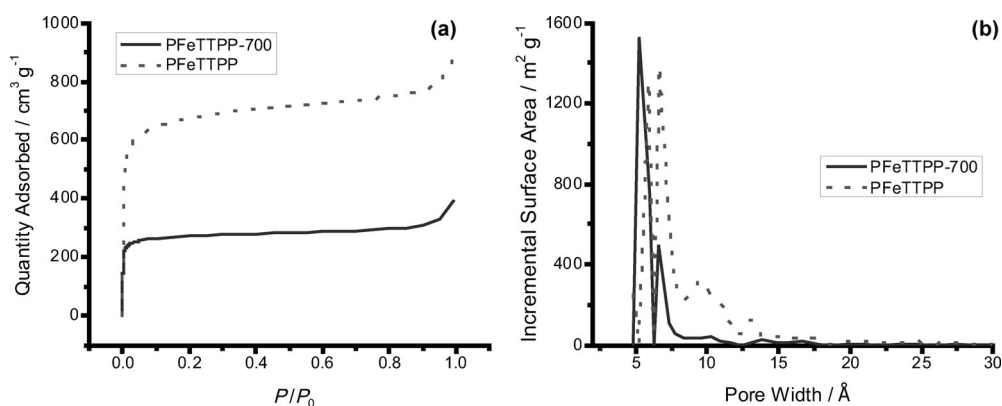 (a)
PFeTTPP-700
PFeTTPP
Quantity Adsorbed / cm³ g⁻¹
1000
800
600
400
200
0
0.0 0.2 0.4 0.6 0.8 1.0
P/P₀
(b)
PFeTTPP-700
PFeTTPP
Incremental Surface Area / m² g⁻¹
1600
1200
800
400
0
5 10 15 20 25 30
Pore Width / Å